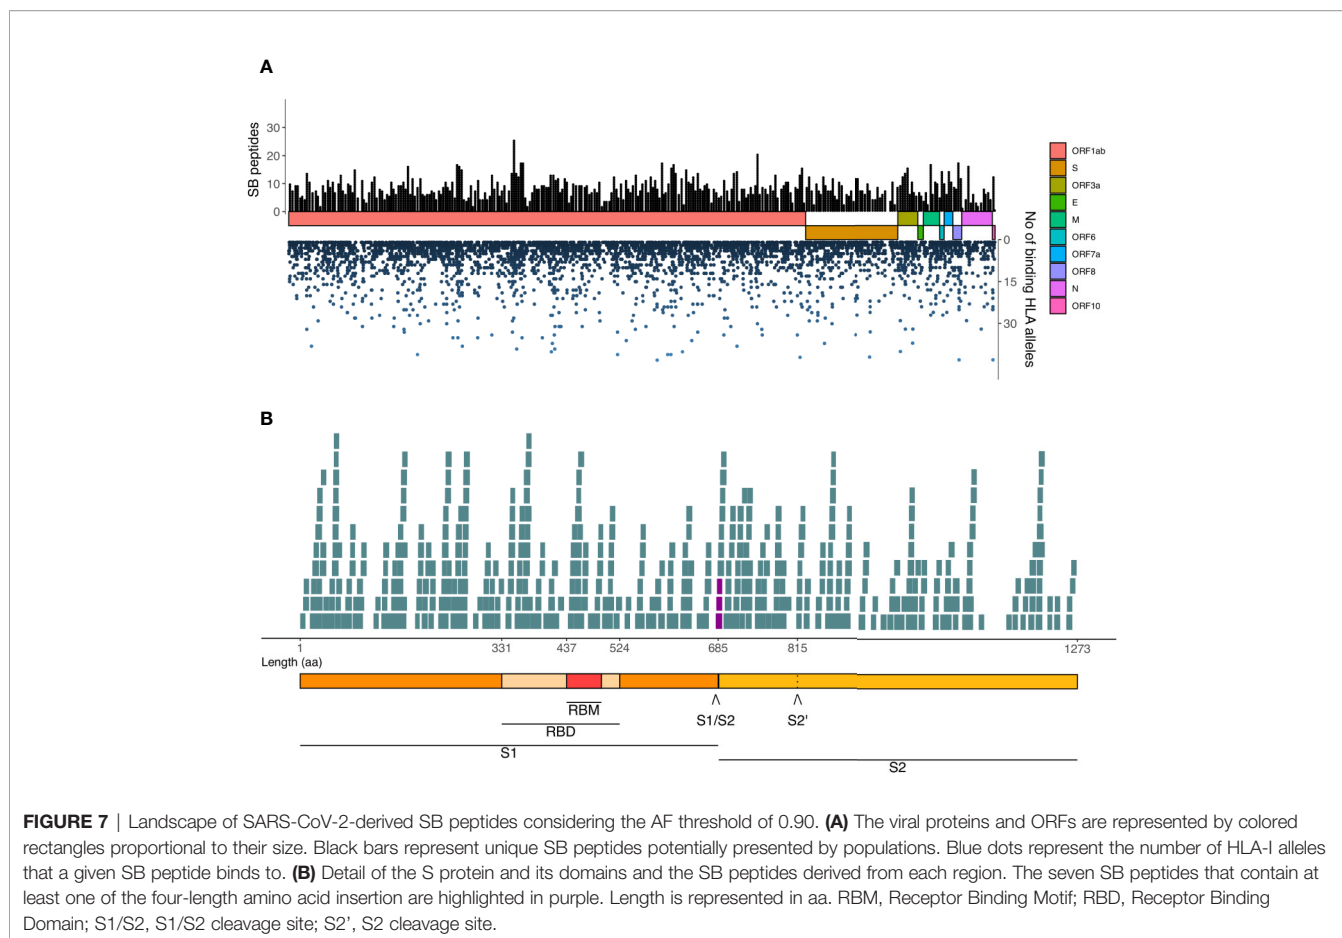 A
SB peptides
30
20
10
0
No of binding HLA alleles
0
15
30
ORF1ab
S
ORF3a
E
M
ORF6
ORF7a
ORF8
N
ORF10
B
1
331
437
524
685
815
1273
Length (aa)
RBM
RBD
S1/S2
S2'
S1
S2
FIGURE 7 | Landscape of SARS-CoV-2-derived SB peptides considering the AF threshold of 0.90. (A) The viral proteins and ORFs are represented by colored
rectangles proportional to their size. Black bars represent unique SB peptides potentially presented by populations. Blue dots represent the number of HLA-I alleles
that a given SB peptide binds to. (B) Detail of the S protein and its domains and the SB peptides derived from each region. The seven SB peptides that contain at
least one of the four-length amino acid insertion are highlighted in purple. Length is represented in aa. RBM, Receptor Binding Motif; RBD, Receptor Binding
Domain; S1/S2, S1/S2 cleavage site; S2’, S2 cleavage site.